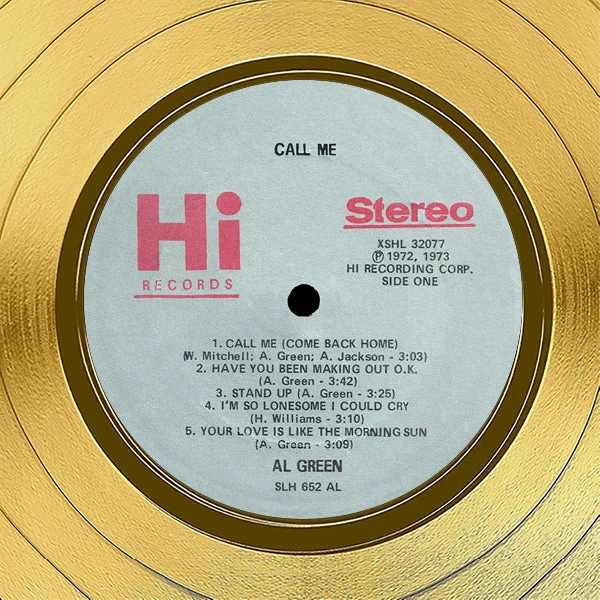 CALL ME
Hi
RECORDS
Stereo
XSHL 32077
Ⓟ 1972, 1973
HI RECORDING CORP.
SIDE ONE
1. CALL ME (COME BACK HOME)
(W. Mitchell; A. Green; A. Jackson - 3:03)
2. HAVE YOU BEEN MAKING OUT O.K.
(A. Green - 3:42)
3. STAND UP (A. Green - 3:25)
4. I'M SO LONESOME I COULD CRY
(H. Williams - 3:10)
5. YOUR LOVE IS LIKE THE MORNING SUN
(A. Green - 3:09)
AL GREEN
SLH 652 AL